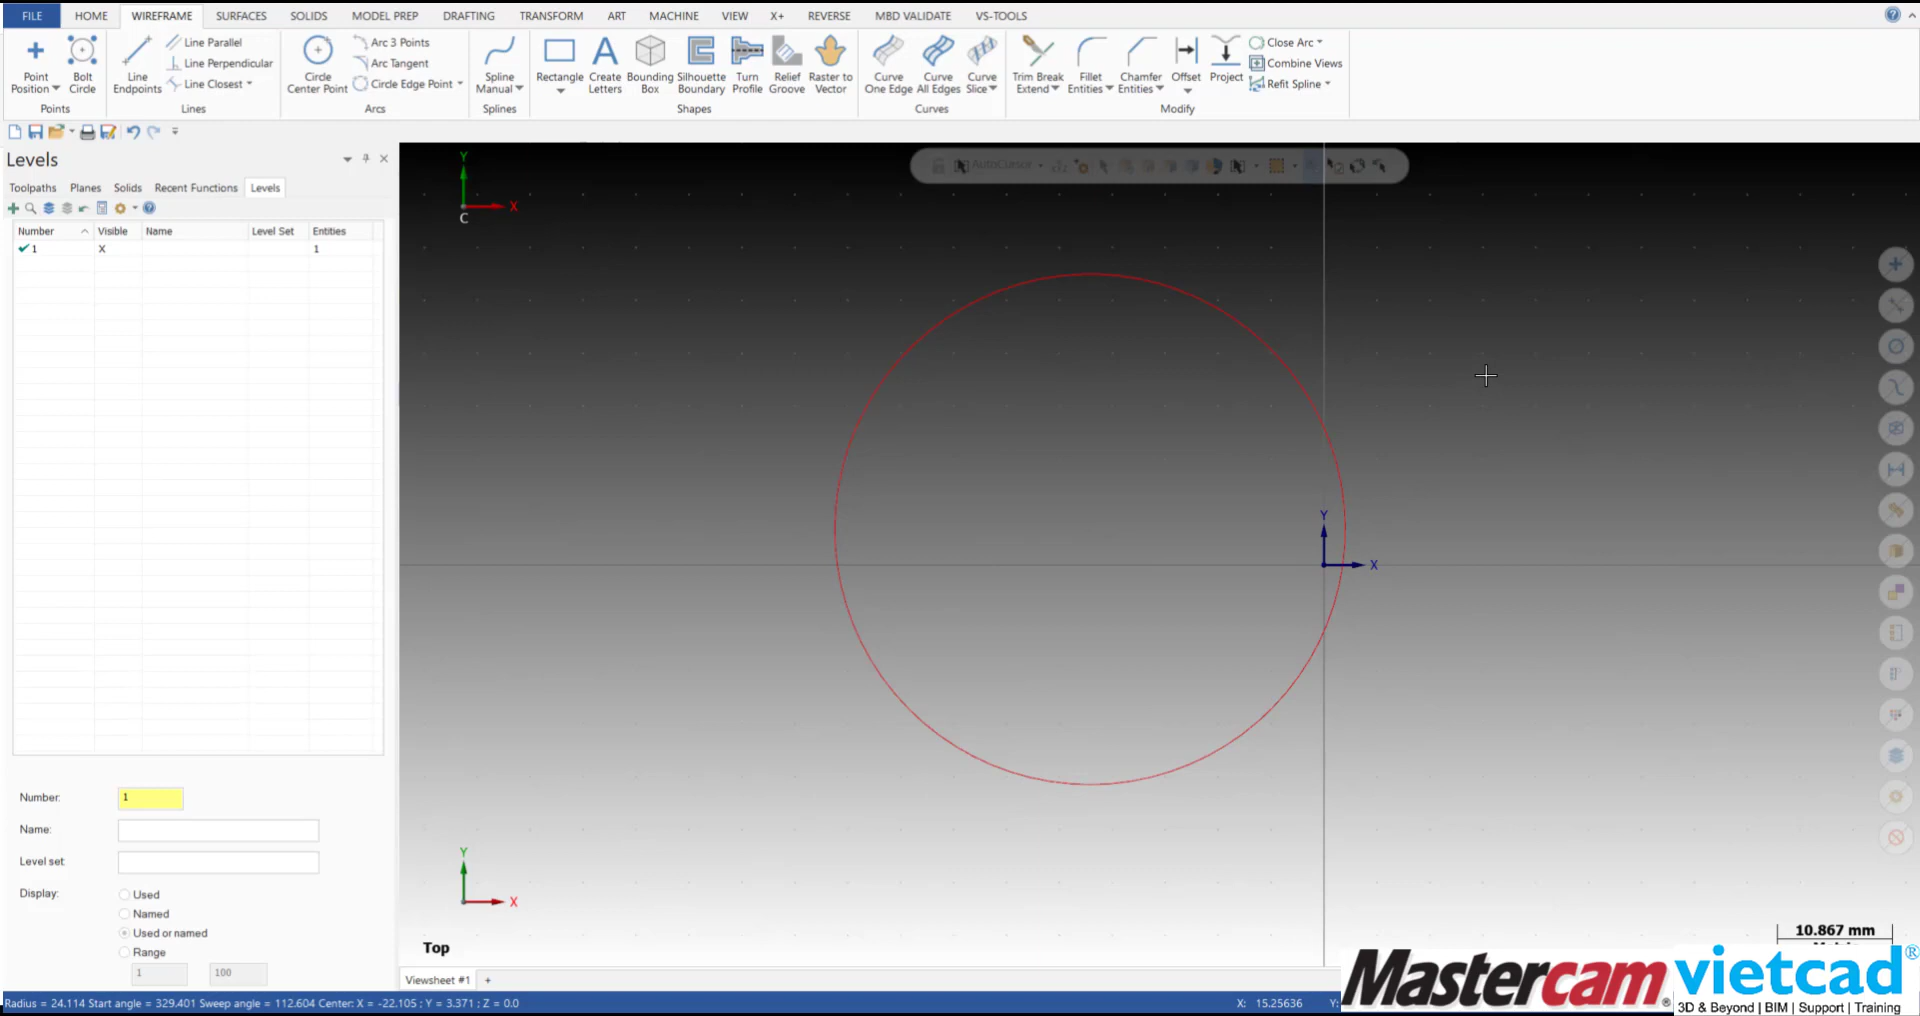 FILE HOME WIREFRAME SURFACES SOLIDS MODEL PREP DRAFTING TRANSFORM ART MACHINE VIEW X+ REVERSE MBD VALIDATE VS-TOOLS
Point Position
Bolt Circle
Points
Line Endpoints
Line Parallel
Line Perpendicular
Line Closest
Lines
Circle Center Point
Arc 3 Points
Arc Tangent
Circle Edge Point
Arcs
Spline Manual
Splines
Rectangle
Create Letters
Bounding Box
Silhouette Boundary
Turn Profile
Relief Groove
Raster to Vector
Shapes
Curve One Edge
Curve All Edges
Curve Slice
Curves
Trim Break Extend
Fillet Entities
Chamfer Entities
Offset
Project
Close Arc
Combine Views
Refit Spline
Modify
Levels
Toolpaths Planes Solids Recent Functions Levels
Number Visible Name Level Set Entities
1 X 1
Number: 1
Name:
Level set:
Display:
Used
Named
Used or named
Range
1 100
AutoCursor
Y
X
C
Y
X
Y
X
Top
10.867 mm
Viewsheet #1 +
Radius = 24.114 Start angle = 329.401 Sweep angle = 112.604 Center: X = -22.105 ; Y = 3.371 ; Z = 0.0
X: 15.25636 Y:
Mastercam®
vietcad®
3D & Beyond | BIM | Support | Training